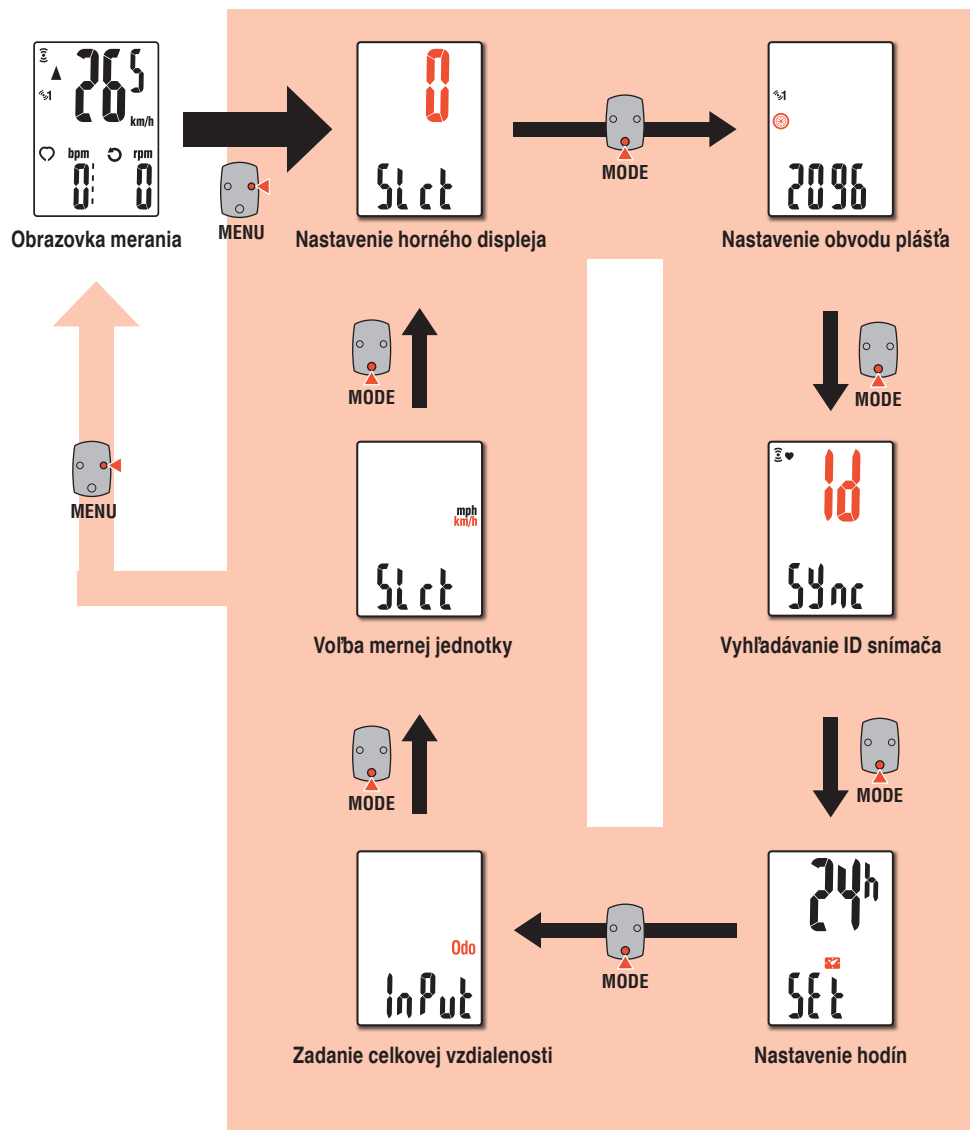 265
km/h
bpm rpm
0 0
Obrazovka merania
MENU
0
Slct
Nastavenie horného displeja
MODE
1
2096
Nastavenie obvodu plášťa
MODE
Id
SYnc
Vyhľadávanie ID snímača
MODE
24h
SEt
Nastavenie hodín
MODE
Odo
InPut
Zadanie celkovej vzdialenosti
MODE
mph
km/h
Slct
Voľba mernej jednotky
MODE
MENU
1